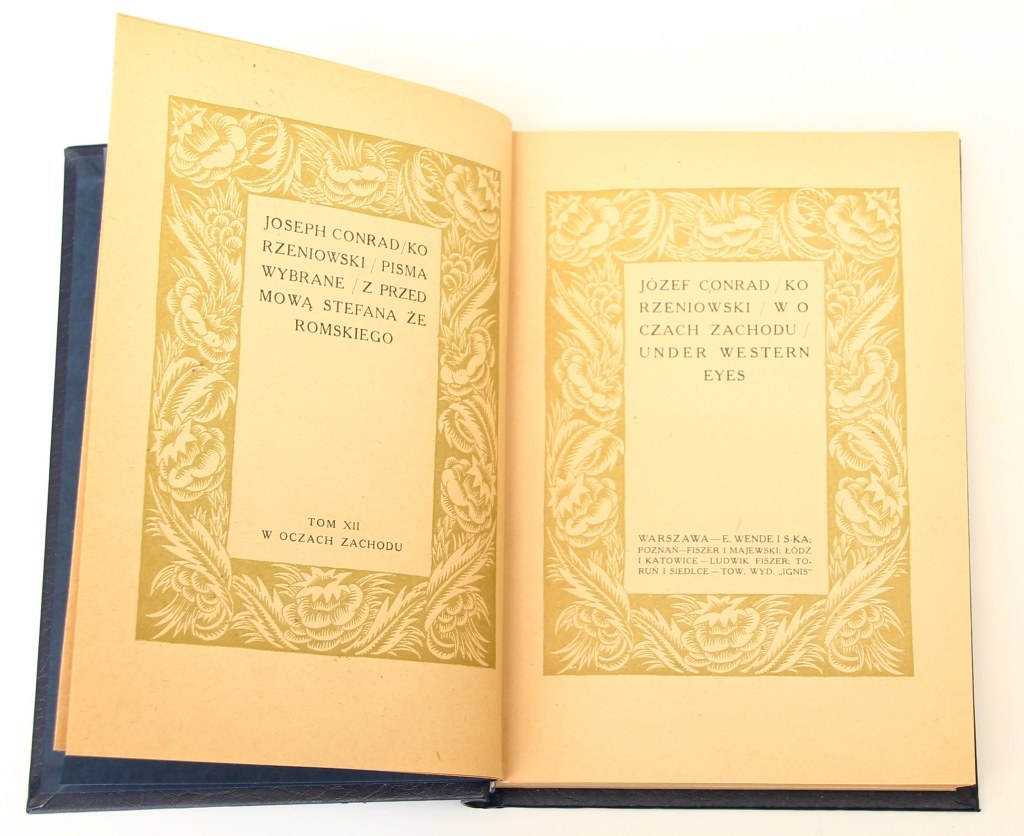 JOSEPH CONRAD/KO
RZENIOWSKI / PISMA
WYBRANE / Z PRZED
MOWĄ STEFANA ŻE
ROMSKIEGO
TOM XII
W OCZACH ZACHODU
JÓZEF CONRAD / KO
RZENIOWSKI / W O
CZACH ZACHODU /
UNDER WESTERN
EYES
WARSZAWA — E. WENDE I S-KA;
POZNAŃ—FISZER I MAJEWSKI; ŁÓDŹ
I KATOWICE — LUDWIK FISZER; TO-
RUŃ I SIEDLCE — TOW. WYD. „IGNIS"